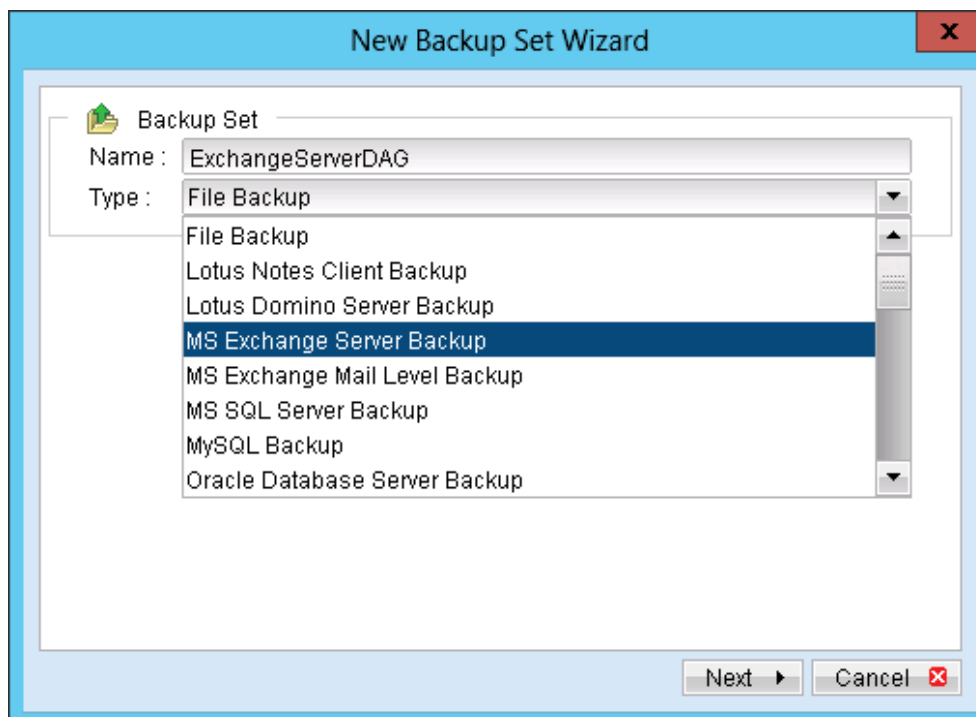 New Backup Set Wizard
x
Backup Set
Name : ExchangeServerDAG
Type : File Backup
File Backup
Lotus Notes Client Backup
Lotus Domino Server Backup
MS Exchange Server Backup
MS Exchange Mail Level Backup
MS SQL Server Backup
MySQL Backup
Oracle Database Server Backup
Next Cancel